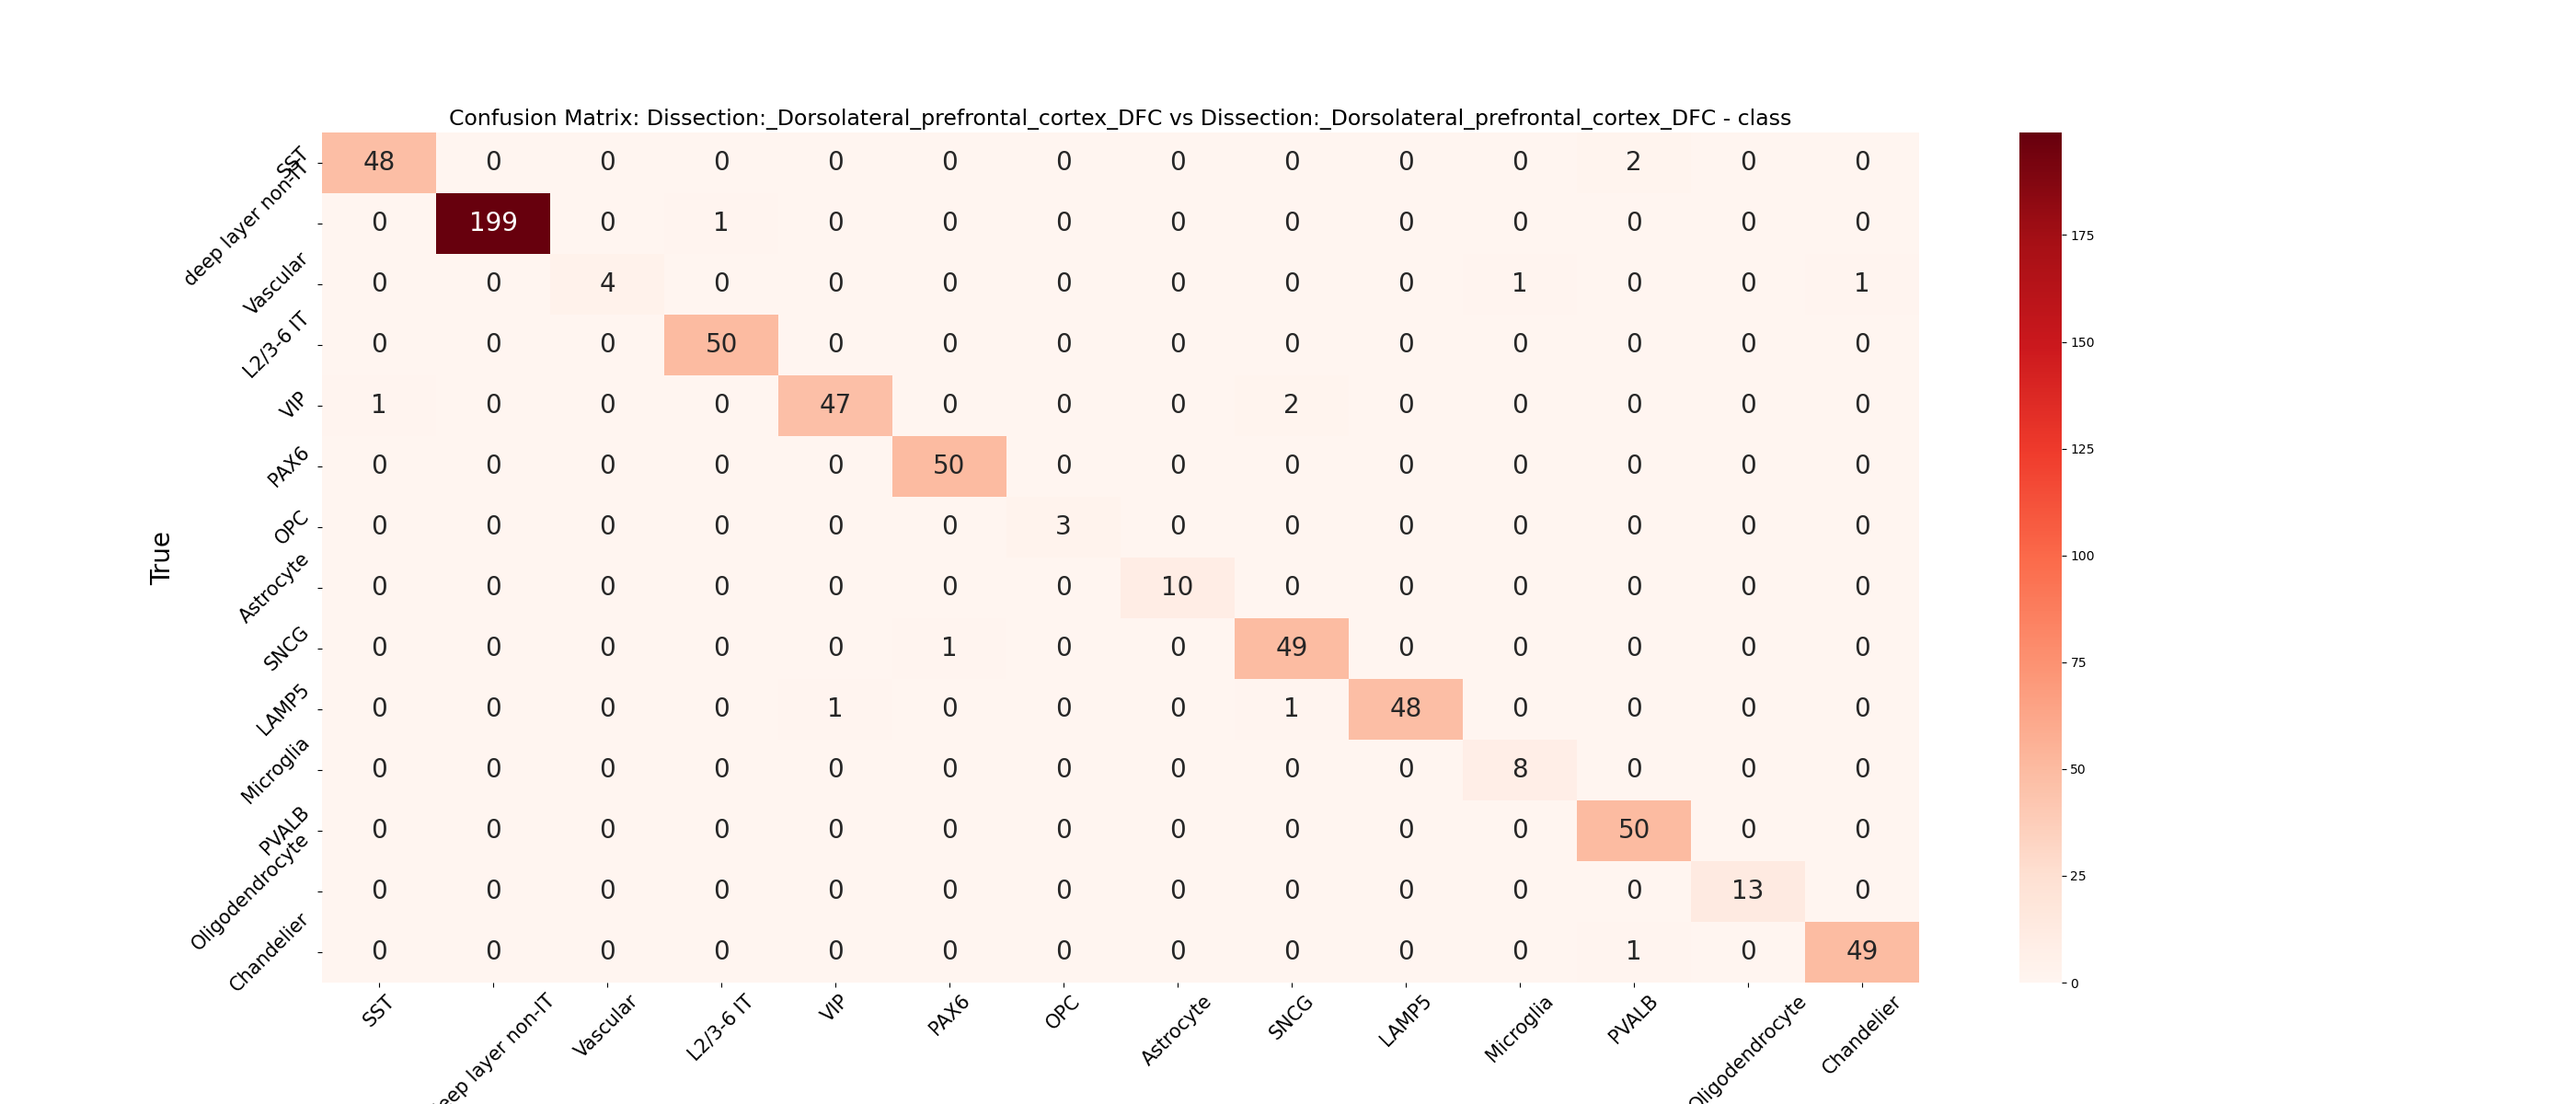 Confusion Matrix: Dissection:_Dorsolateral_prefrontal_cortex_DFC vs Dissection:_Dorsolateral_prefrontal_cortex_DFC - class
SST 48 0 0 0 0 0 0 0 0 0 0 2 0 0
deep layer non-IT 0 199 0 1 0 0 0 0 0 0 0 0 0 0
Vascular 0 0 4 0 0 0 0 0 0 0 1 0 0 1
L2/3-6 IT 0 0 0 50 0 0 0 0 0 0 0 0 0 0
VIP 1 0 0 0 47 0 0 0 2 0 0 0 0 0
PAX6 0 0 0 0 0 50 0 0 0 0 0 0 0 0
OPC 0 0 0 0 0 0 3 0 0 0 0 0 0 0
Astrocyte 0 0 0 0 0 0 0 10 0 0 0 0 0 0
SNCG 0 0 0 0 0 1 0 0 49 0 0 0 0 0
LAMP5 0 0 0 0 1 0 0 0 1 48 0 0 0 0
Microglia 0 0 0 0 0 0 0 0 0 0 8 0 0 0
PVALB 0 0 0 0 0 0 0 0 0 0 0 50 0 0
Oligodendrocyte 0 0 0 0 0 0 0 0 0 0 0 0 13 0
Chandelier 0 0 0 0 0 0 0 0 0 0 0 1 0 49
True
SST eep layer non-IT Vascular L2/3-6 IT VIP PAX6 OPC Astrocyte SNCG LAMP5 Microglia PVALB Oligodendrocyte Chandelier
175
150
125
100
75
50
25
0